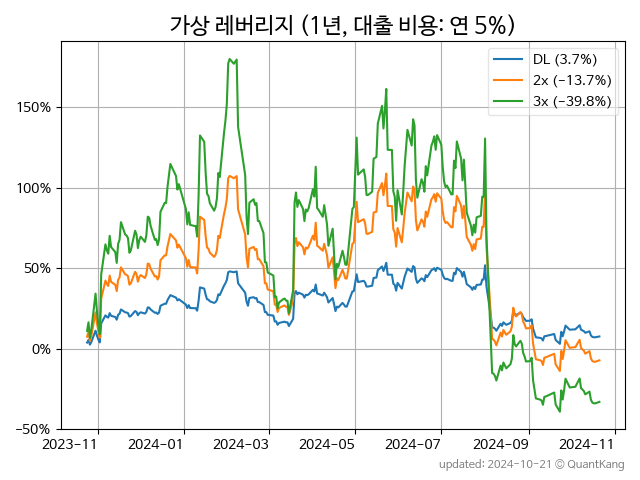 가상 레버리지 (1년, 대출 비용: 연 5%)
DL (3.7%)
2x (−13.7%)
3x (−39.8%)
150%
100%
50%
0%
−50%
2023-11
2024-01
2024-03
2024-05
2024-07
2024-09
2024-11
updated: 2024-10-21 © QuantKang